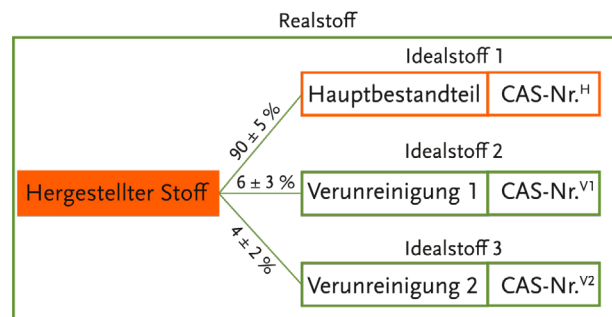 Realstoff
Idealstoff 1
Hauptbestandteil CAS-Nr.ᴴ
90 ± 5 %
Idealstoff 2
Hergestellter Stoff 6 ± 3 % Verunreinigung 1 CAS-Nr.ⱽ¹
4 ± 2 %
Idealstoff 3
Verunreinigung 2 CAS-Nr.ⱽ²